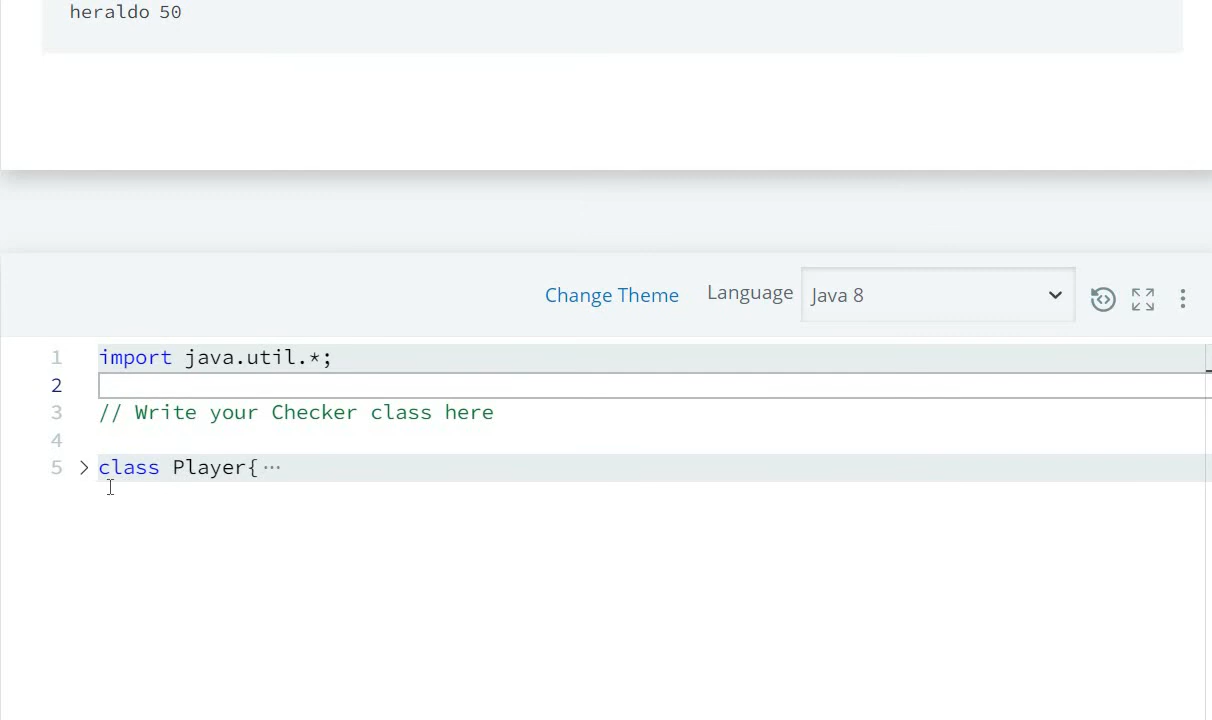 heraldo 50
Change Theme Language Java 8
1 import java.util.*;
2
3 // Write your Checker class here
4
5 class Player{···